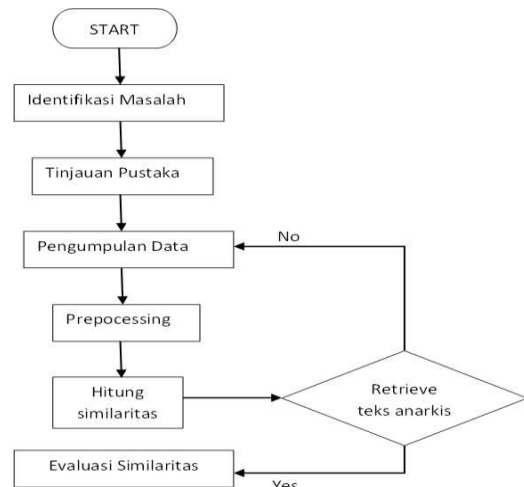 START
Identifikasi Masalah
Tinjauan Pustaka
Pengumpulan Data
No
Prepocessing
Hitung
similaritas
Retrieve
teks anarkis
Evaluasi Similaritas
Yes